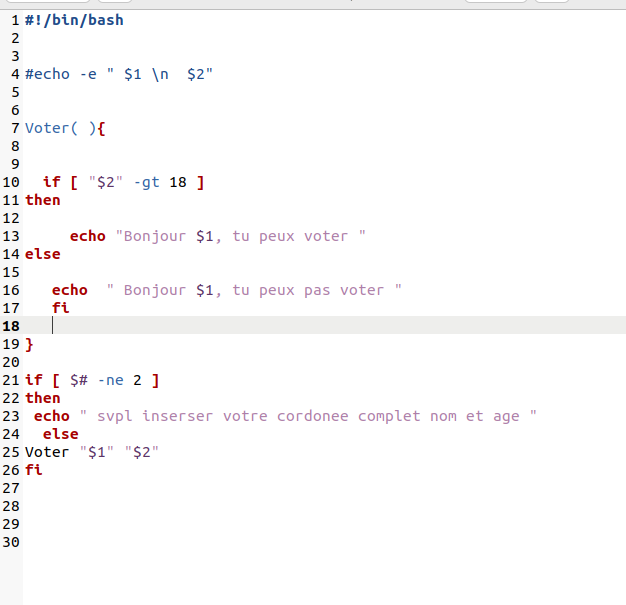 1 #!/bin/bash
2
3
4 #echo -e " $1 \n  $2"
5
6
7 Voter( ){
8
9
10  if [ "$2" -gt 18 ]
11 then
12
13     echo "Bonjour $1, tu peux voter "
14 else
15
16   echo  " Bonjour $1, tu peux pas voter "
17   fi
18
19 }
20
21 if [ $# -ne 2 ]
22 then
23 echo " svpl inserser votre cordonee complet nom et age "
24  else
25 Voter "$1" "$2"
26 fi
27
28
29
30